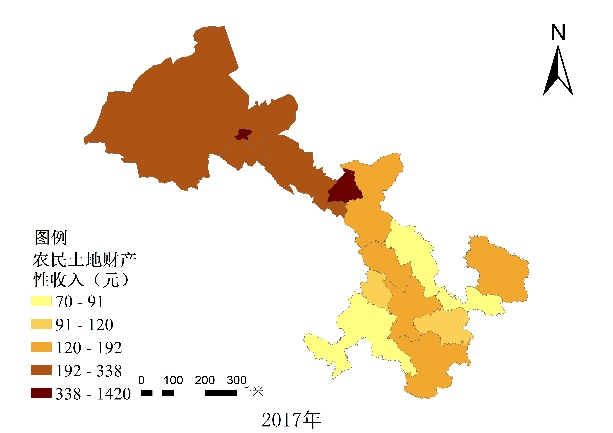 N
图例
农民土地财产
性收入（元）
70 - 91
91 - 120
120 - 192
192 - 338
338 - 1420
0 100 200 300
米
2017年